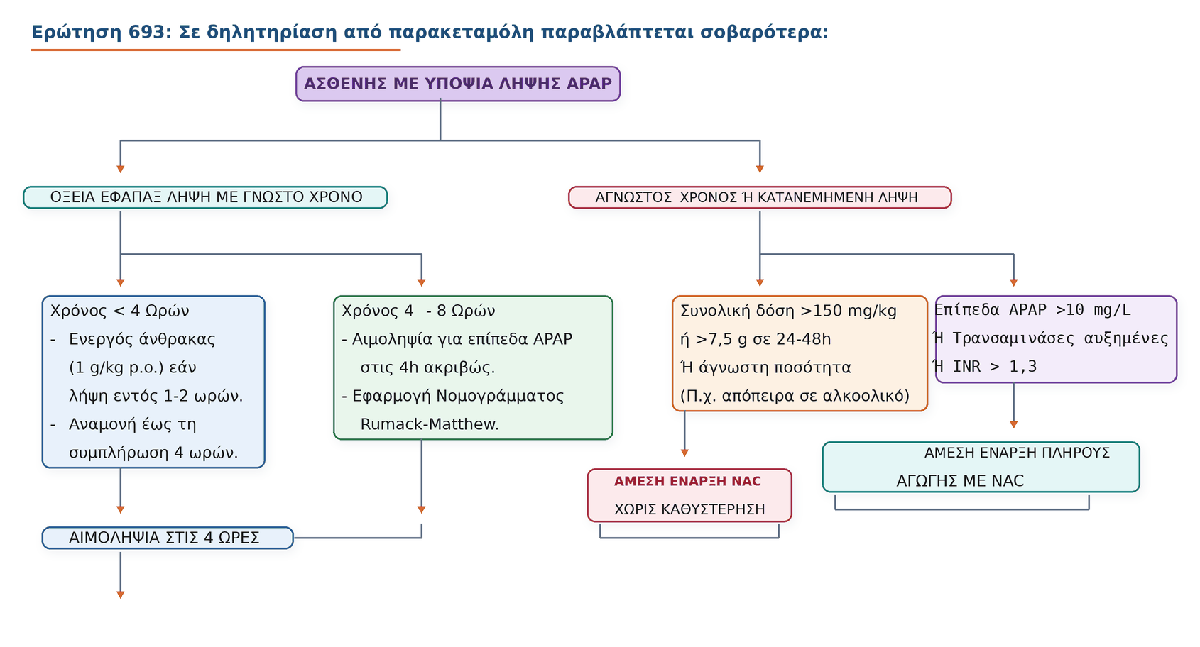 Ερώτηση 693: Σε δηλητηρίαση από παρακεταμόλη παραβλάπτεται σοβαρότερα:
ΑΣΘΕΝΗΣ ΜΕ ΥΠΟΨΙΑ ΛΗΨΗΣ APAP
ΟΞΕΙΑ ΕΦΑΠΑΞ ΛΗΨΗ ΜΕ ΓΝΩΣΤΟ ΧΡΟΝΟ
ΑΓΝΩΣΤΟΣ ΧΡΟΝΟΣ Ή ΚΑΤΑΝΕΜΗΜΕΝΗ ΛΗΨΗ
Χρόνος < 4 Ωρών
- Ενεργός άνθρακας
(1 g/kg p.o.) εάν
λήψη εντός 1-2 ωρών.
- Αναμονή έως τη
συμπλήρωση 4 ωρών.
Χρόνος 4 - 8 Ωρών
- Αιμοληψία για επίπεδα APAP
στις 4h ακριβώς.
- Εφαρμογή Νομογράμματος
Rumack-Matthew.
Συνολική δόση >150 mg/kg
ή >7,5 g σε 24-48h
Ή άγνωστη ποσότητα
(Π.χ. απόπειρα σε αλκοολικό)
Επίπεδα APAP >10 mg/L
Ή Τρανσαμινάσες αυξημένες
Ή INR > 1,3
ΑΜΕΣΗ ΕΝΑΡΞΗ NAC
ΧΩΡΙΣ ΚΑΘΥΣΤΕΡΗΣΗ
ΑΜΕΣΗ ΕΝΑΡΞΗ ΠΛΗΡΟΥΣ
ΑΓΩΓΗΣ ΜΕ NAC
ΑΙΜΟΛΗΨΙΑ ΣΤΙΣ 4 ΩΡΕΣ